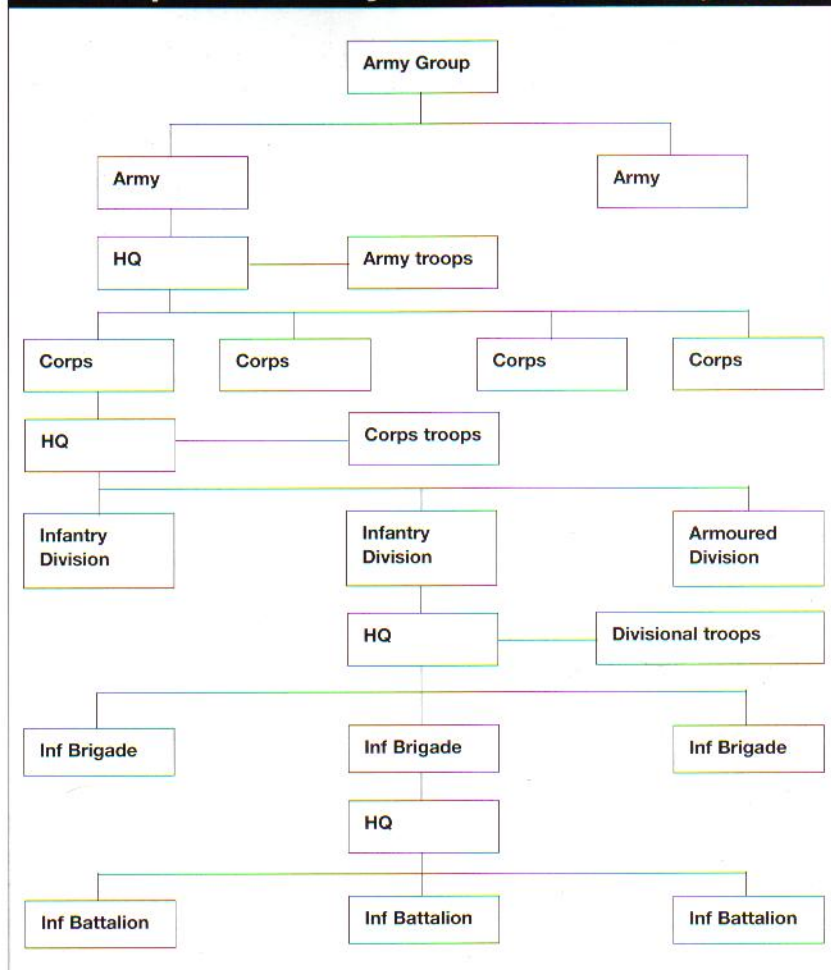 Army Group
Army
Army
HQ
Army troops
Corps
Corps
Corps
Corps
HQ
Corps troops
Infantry
Division
Infantry
Division
Armoured
Division
HQ
Divisional troops
Inf Brigade
Inf Brigade
Inf Brigade
HQ
Inf Battalion
Inf Battalion
Inf Battalion